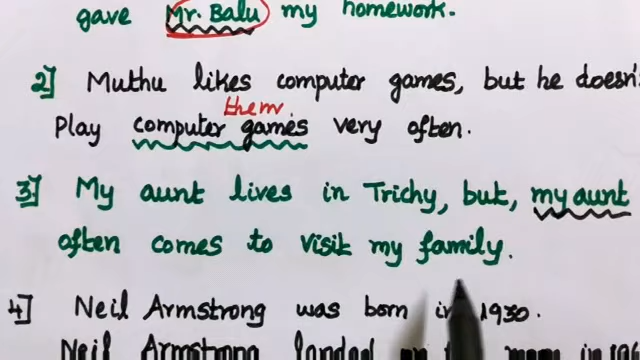 gave Mr. Balu my homework.
2] Muthu likes computer games, but he doesn'
them
Play computer games very often.
3] My aunt lives in Trichy, but, my aunt
often comes to visit my family.
4] Neil Armstrong was born in 1930.
Neil Armstrong landed on